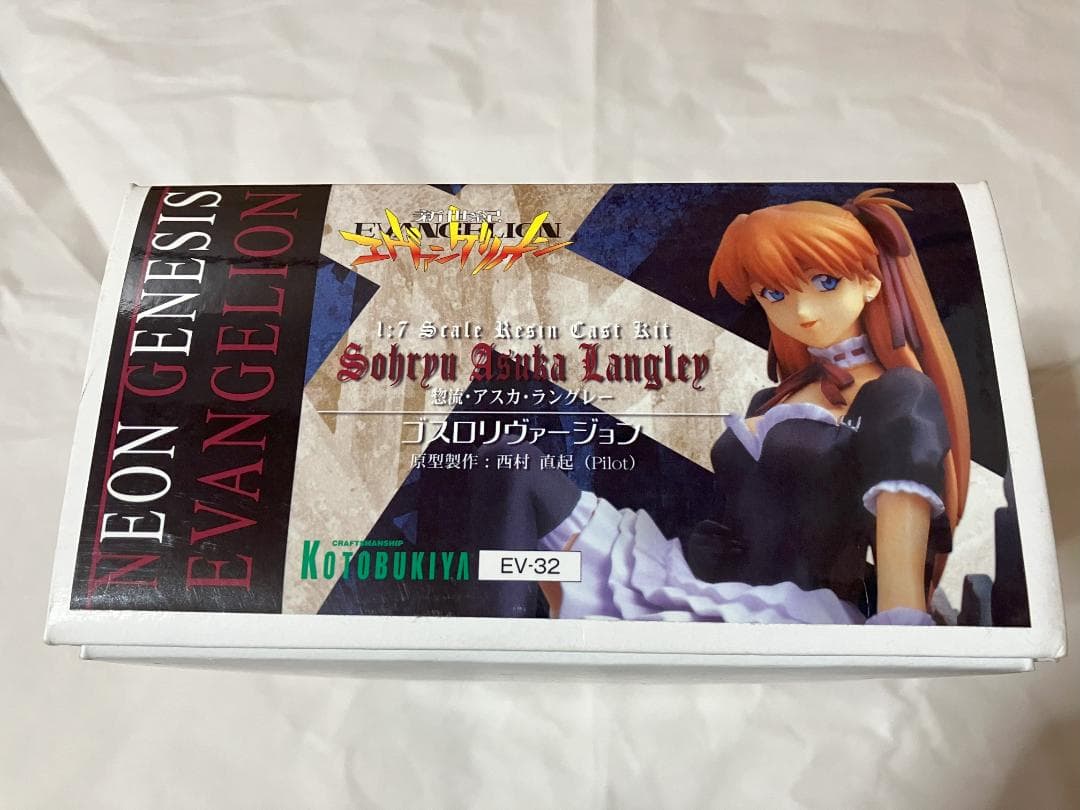 NEON GENESIS
EVANGELION
新世紀
EVANGELION
エヴァンゲリオン
1:7 Scale Resin Cast Kit
Sohryu Asuka Langley
惣流・アスカ・ラングレー
ゴスロリヴァージョン
原型製作：西村 直起（Pilot）
CRAFTSMANSHIP
KOTOBUKIYA
EV-32